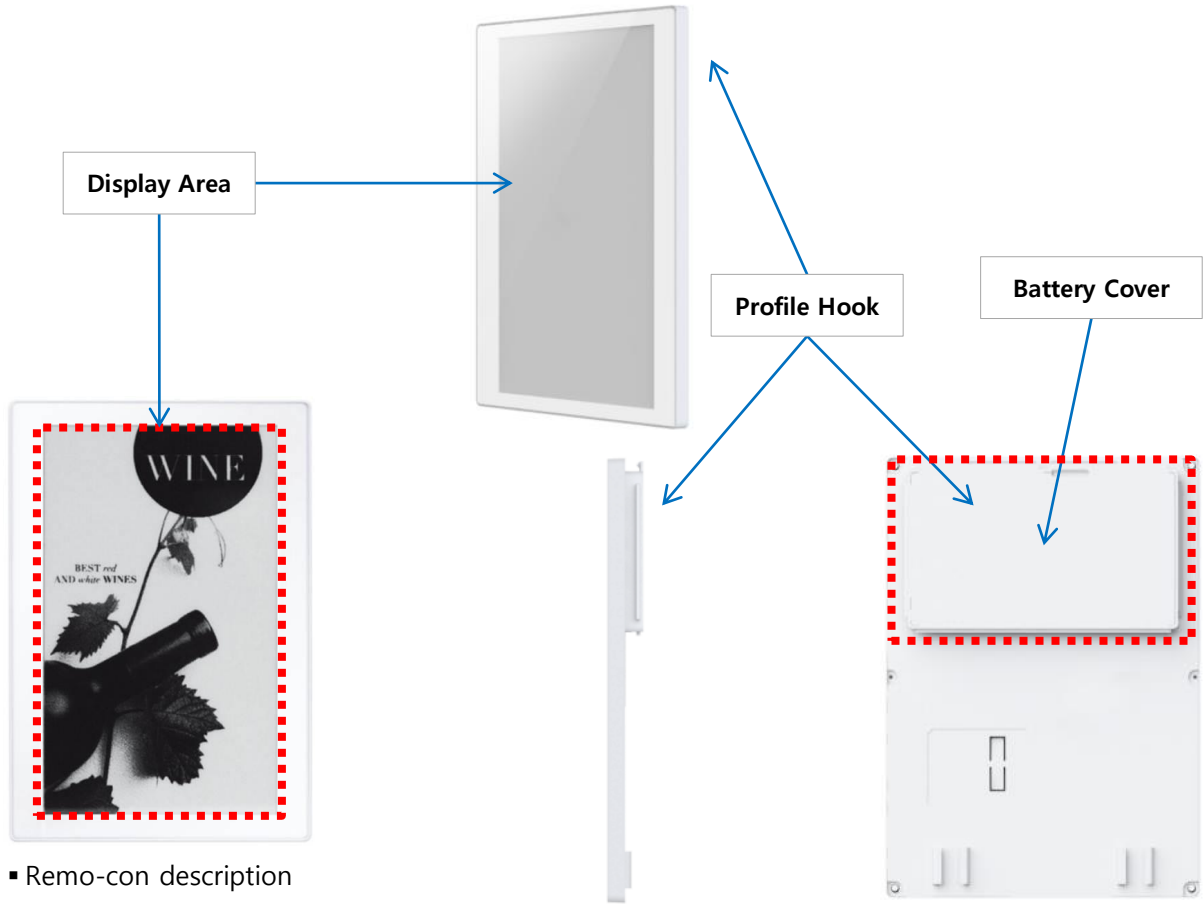 Display Area
Profile Hook
Battery Cover
WINE
BEST red
AND white WINES
▪ Remo-con description